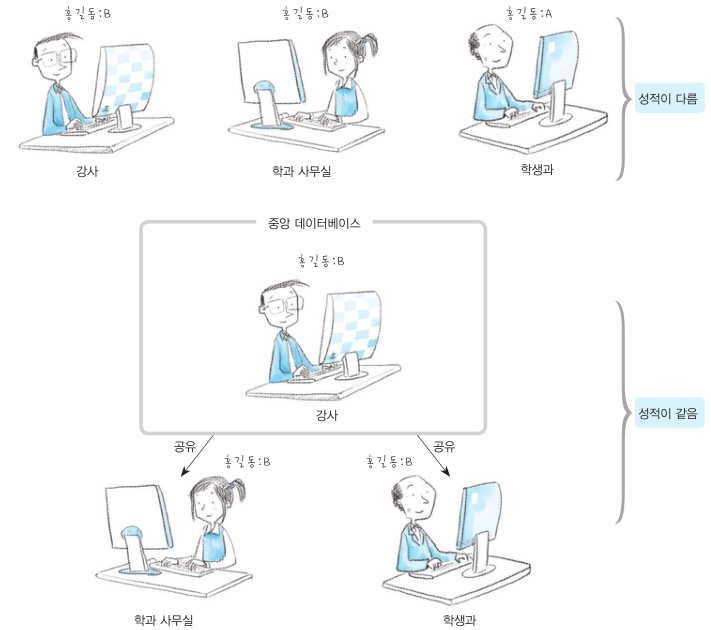 홍길동:B
홍길동:B
홍길동:A
강사
학과 사무실
학생과
성적이 다름
중앙 데이터베이스
홍길동:B
강사
공유
공유
홍길동:B
홍길동:B
성적이 같음
학과 사무실
학생과